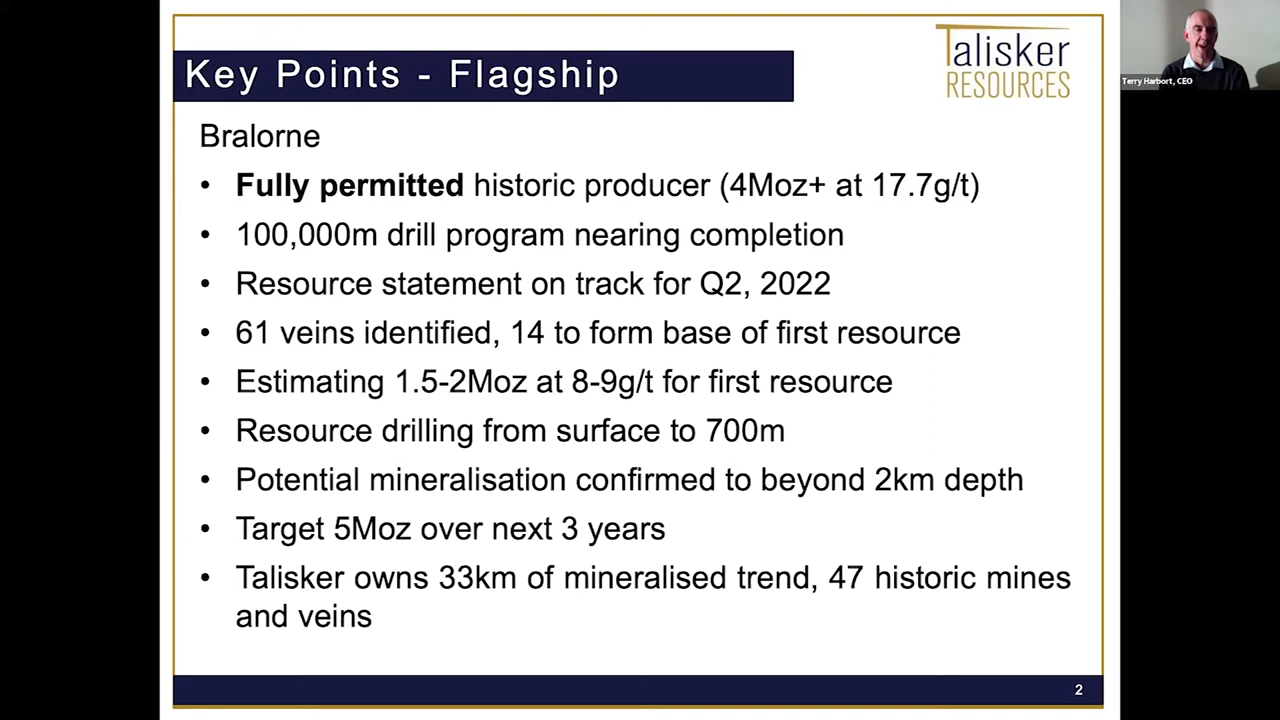 Key Points - Flagship
Talisker
RESOURCES
Terry Harbort, CEO
Bralorne
• Fully permitted historic producer (4Moz+ at 17.7g/t)
• 100,000m drill program nearing completion
• Resource statement on track for Q2, 2022
• 61 veins identified, 14 to form base of first resource
• Estimating 1.5-2Moz at 8-9g/t for first resource
• Resource drilling from surface to 700m
• Potential mineralisation confirmed to beyond 2km depth
• Target 5Moz over next 3 years
• Talisker owns 33km of mineralised trend, 47 historic mines
and veins
2